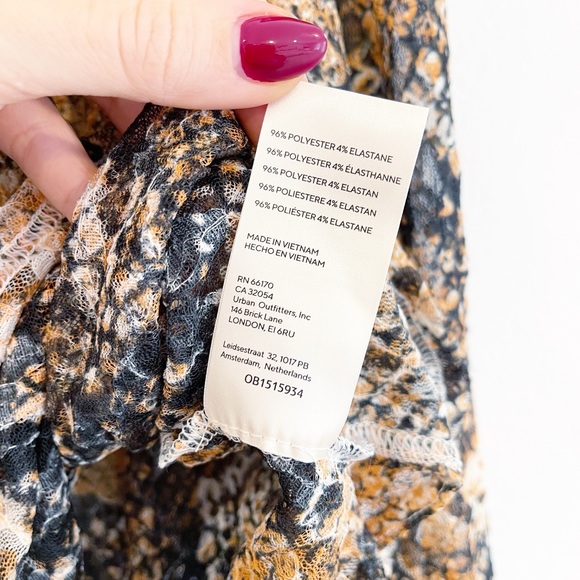 96% POLYESTER 4% ELASTANE
96% POLYESTER 4% ÉLASTHANNE
96% POLYESTER 4% ELASTAN
96% POLIESTERE 4% ELASTAN
96% POLIÉSTER 4% ELASTANE
MADE IN VIETNAM
HECHO EN VIETNAM
RN 66170
CA 32054
Urban Outfitters, Inc
146 Brick Lane
LONDON, E1 6RU
Leidsestraat 32, 1017 PB
Amsterdam, Netherlands
OB1515934